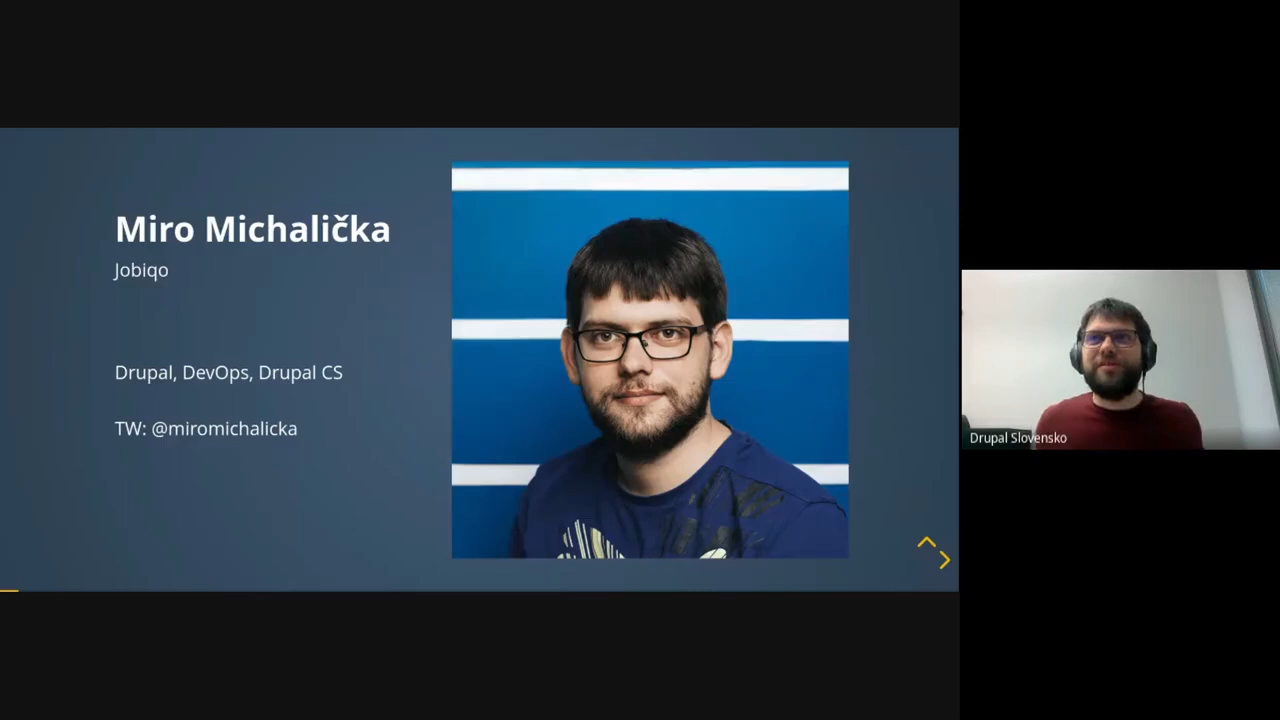 Miro Michalička
Jobiqo
Drupal, DevOps, Drupal CS
TW: @miromichalicka
Drupal Slovensko